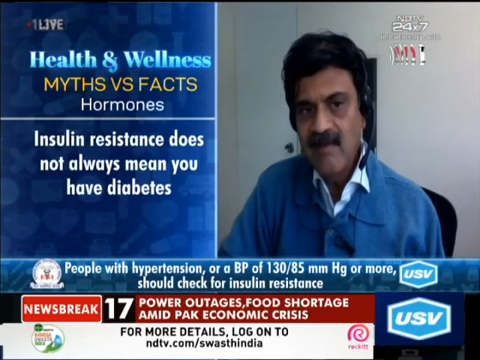 LIVE
NDTV
24x7
In Partnership with
Health & Wellness
MYTHS VS FACTS
Hormones
Insulin resistance does
not always mean you
have diabetes
People with hypertension, or a BP of 130/85 mm Hg or more,
should check for insulin resistance
USV
NEWSBREAK 17 POWER OUTAGES,FOOD SHORTAGE
AMID PAK ECONOMIC CRISIS
FOR MORE DETAILS, LOG ON TO
ndtv.com/swasthindia
reckitt
USV